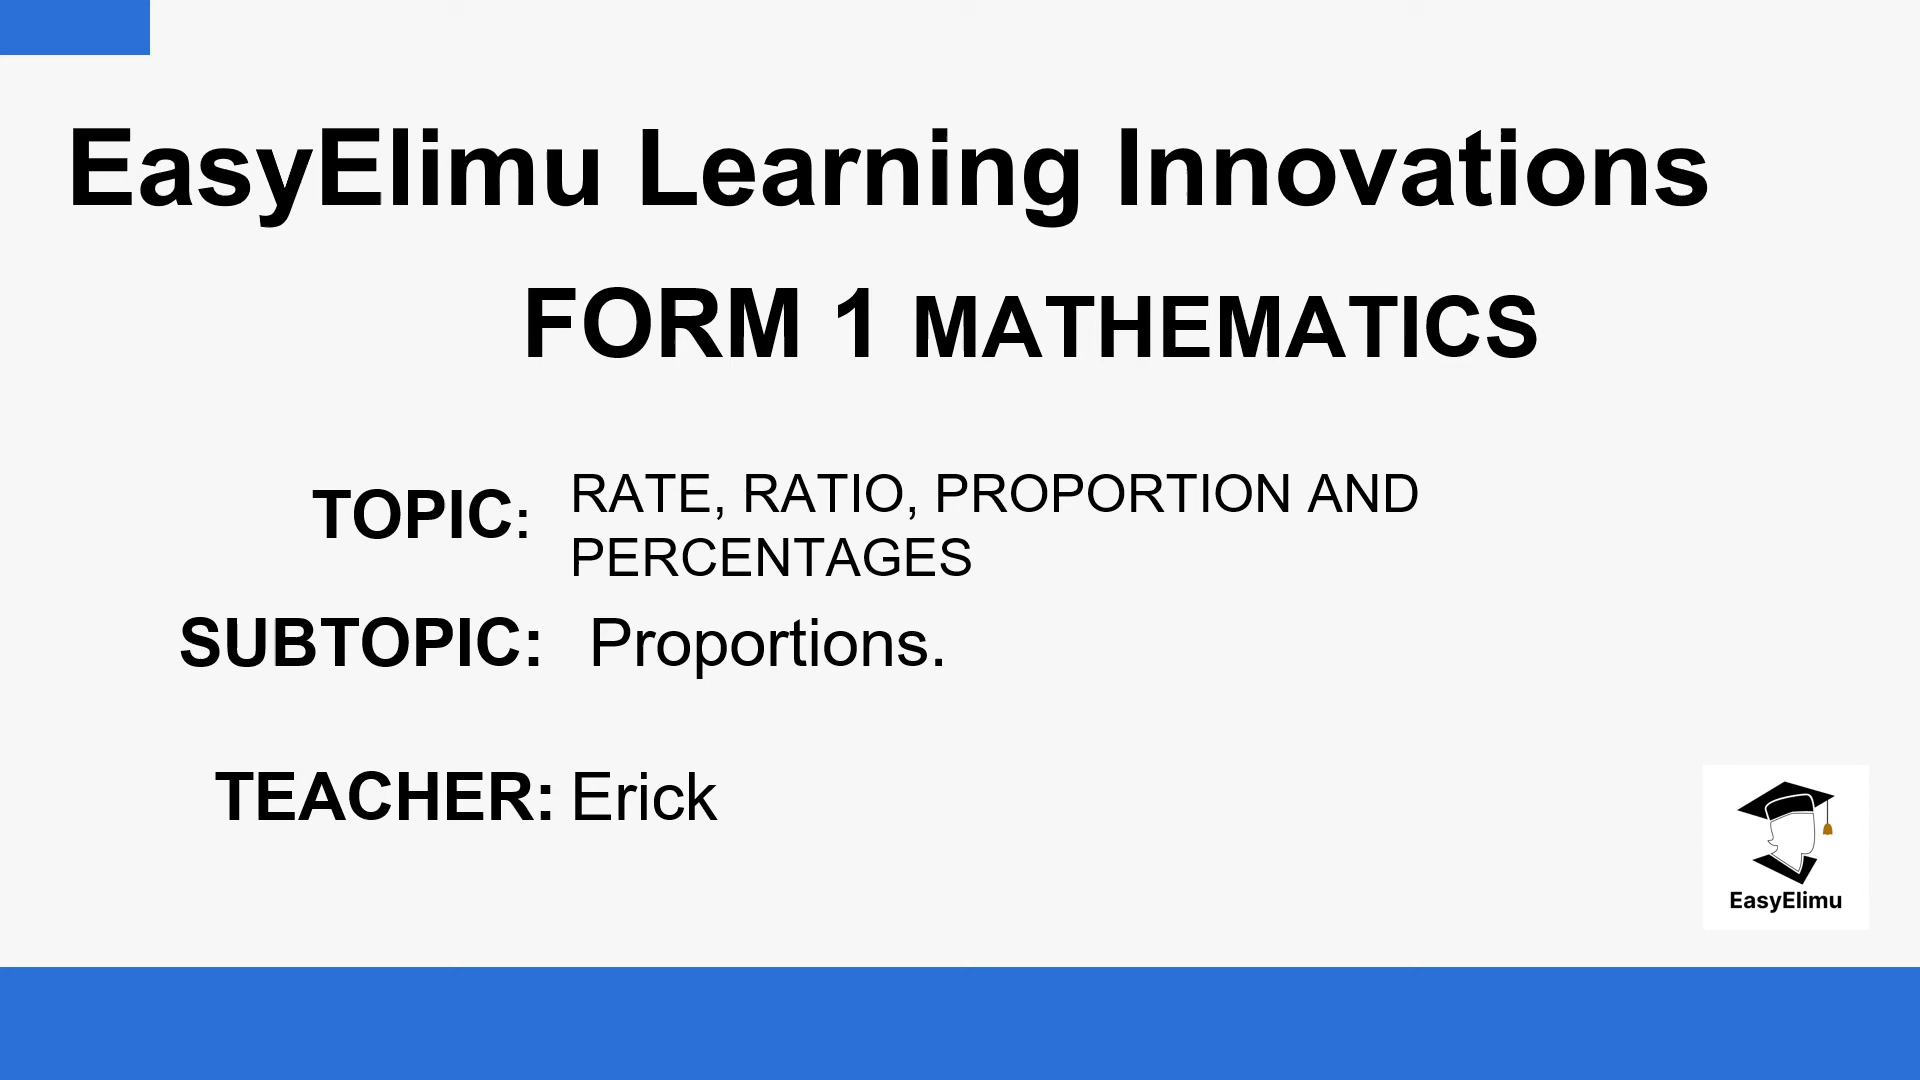 EasyElimu Learning Innovations
FORM 1 MATHEMATICS
TOPIC: RATE, RATIO, PROPORTION AND
PERCENTAGES
SUBTOPIC: Proportions.
TEACHER: Erick
EasyElimu